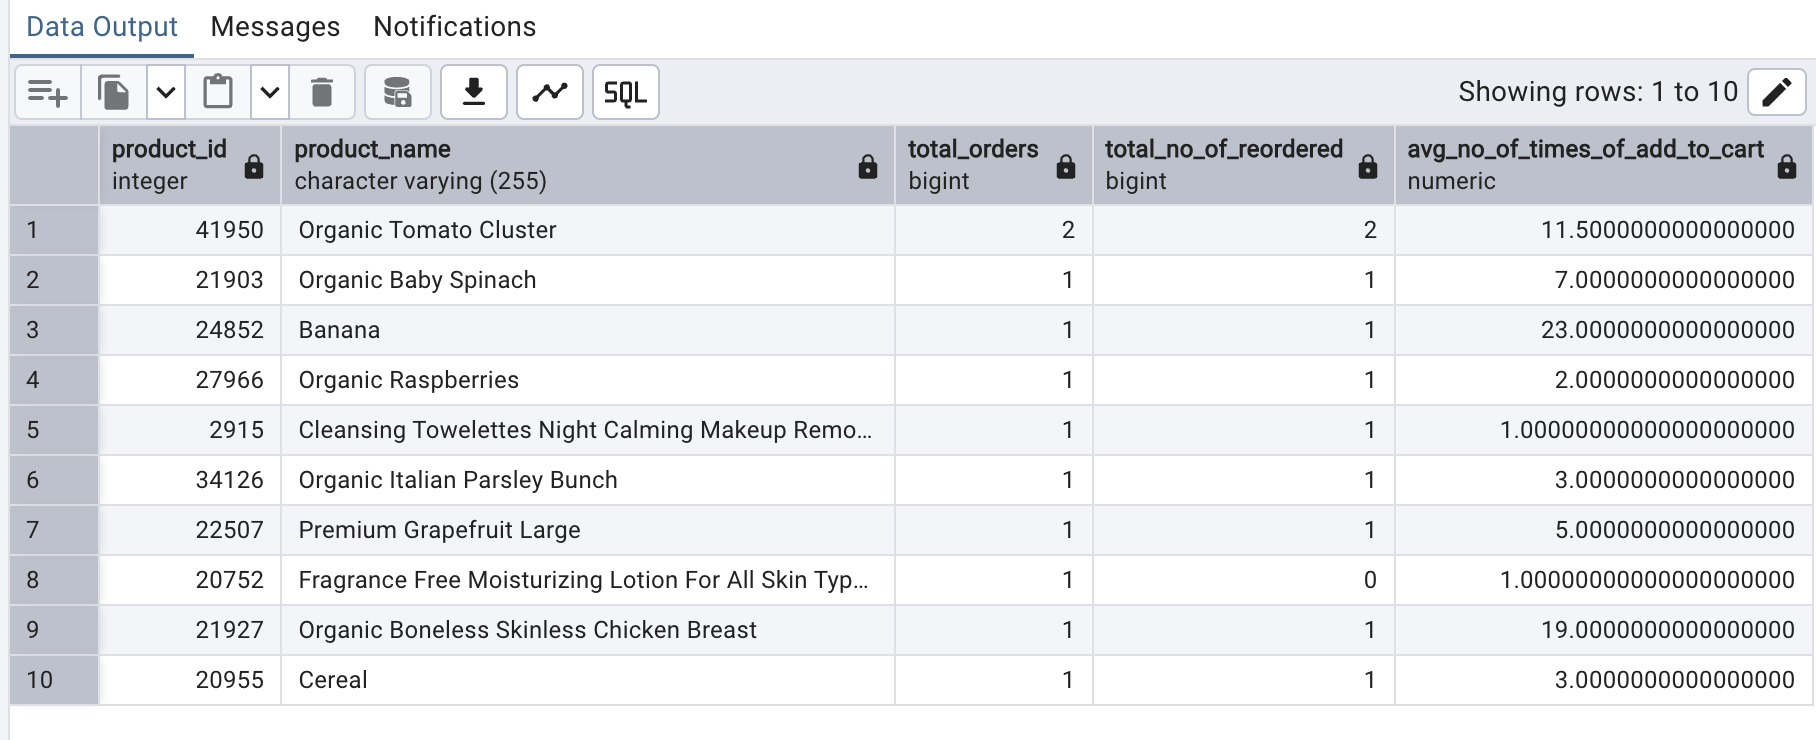 Data Output Messages Notifications
SQL Showing rows: 1 to 10
product_id product_name total_orders total_no_of_reordered avg_no_of_times_of_add_to_cart
integer character varying (255) bigint bigint numeric
1 41950 Organic Tomato Cluster 2 2 11.5000000000000000
2 21903 Organic Baby Spinach 1 1 7.0000000000000000
3 24852 Banana 1 1 23.0000000000000000
4 27966 Organic Raspberries 1 1 2.0000000000000000
5 2915 Cleansing Towelettes Night Calming Makeup Remo… 1 1 1.00000000000000000000
6 34126 Organic Italian Parsley Bunch 1 1 3.0000000000000000
7 22507 Premium Grapefruit Large 1 1 5.0000000000000000
8 20752 Fragrance Free Moisturizing Lotion For All Skin Typ… 1 0 1.00000000000000000000
9 21927 Organic Boneless Skinless Chicken Breast 1 1 19.0000000000000000
10 20955 Cereal 1 1 3.0000000000000000